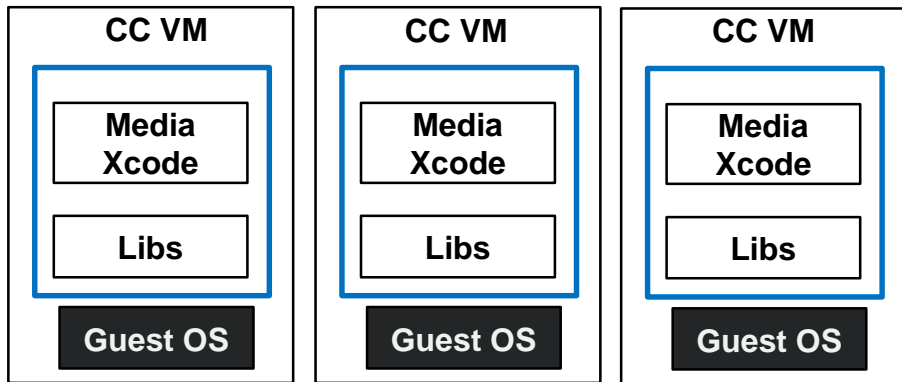 CC VM
Media
Xcode
Libs
Guest OS
CC VM
Media
Xcode
Libs
Guest OS
CC VM
Media
Xcode
Libs
Guest OS